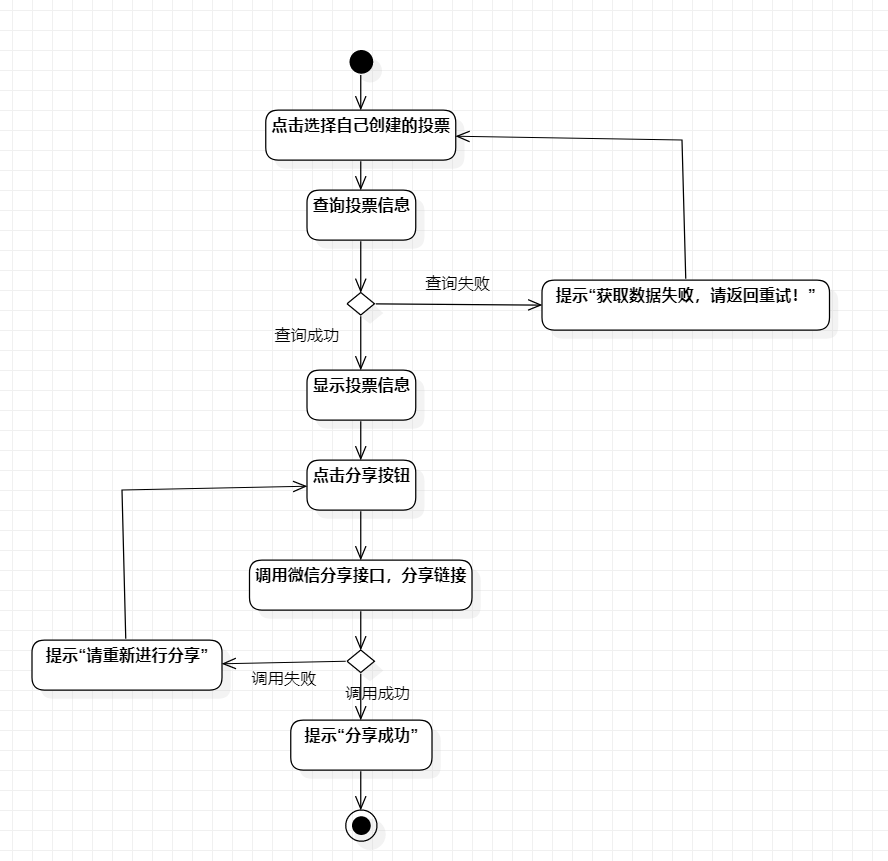 点击选择自己创建的投票
查询投票信息
查询失败
提示“获取数据失败，请返回重试！”
查询成功
显示投票信息
点击分享按钮
调用微信分享接口，分享链接
提示“请重新进行分享”
调用失败
调用成功
提示“分享成功”